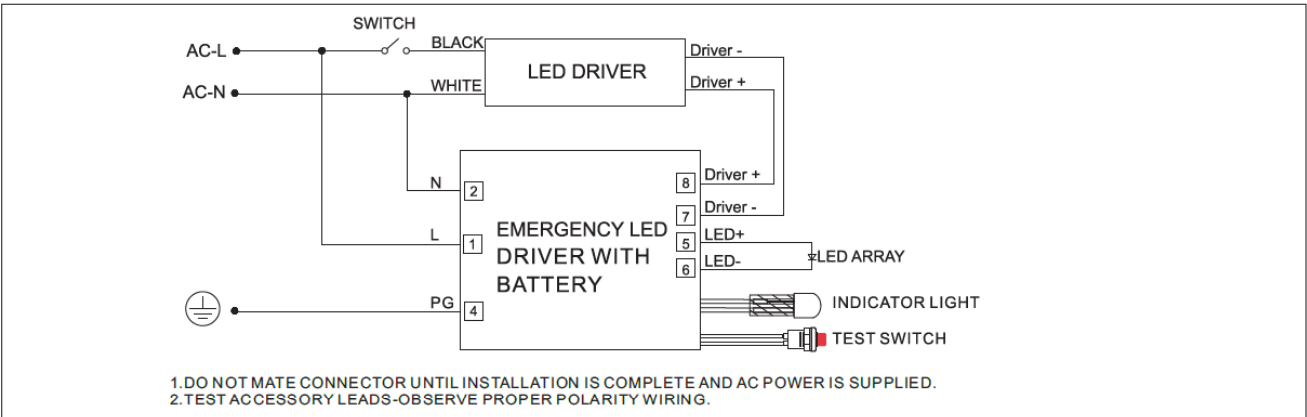 SWITCH
AC-L
BLACK
Driver -
LED DRIVER
AC-N
WHITE
Driver +
N
2
8
Driver +
7
Driver -
L
1
EMERGENCY LED
DRIVER WITH
BATTERY
5
LED+
6
LED-
LED ARRAY
PG
4
INDICATOR LIGHT
TEST SWITCH
1.DO NOT MATE CONNECTOR UNTIL INSTALLATION IS COMPLETE AND AC POWER IS SUPPLIED.
2.TEST ACCESSORY LEADS-OBSERVE PROPER POLARITY WIRING.